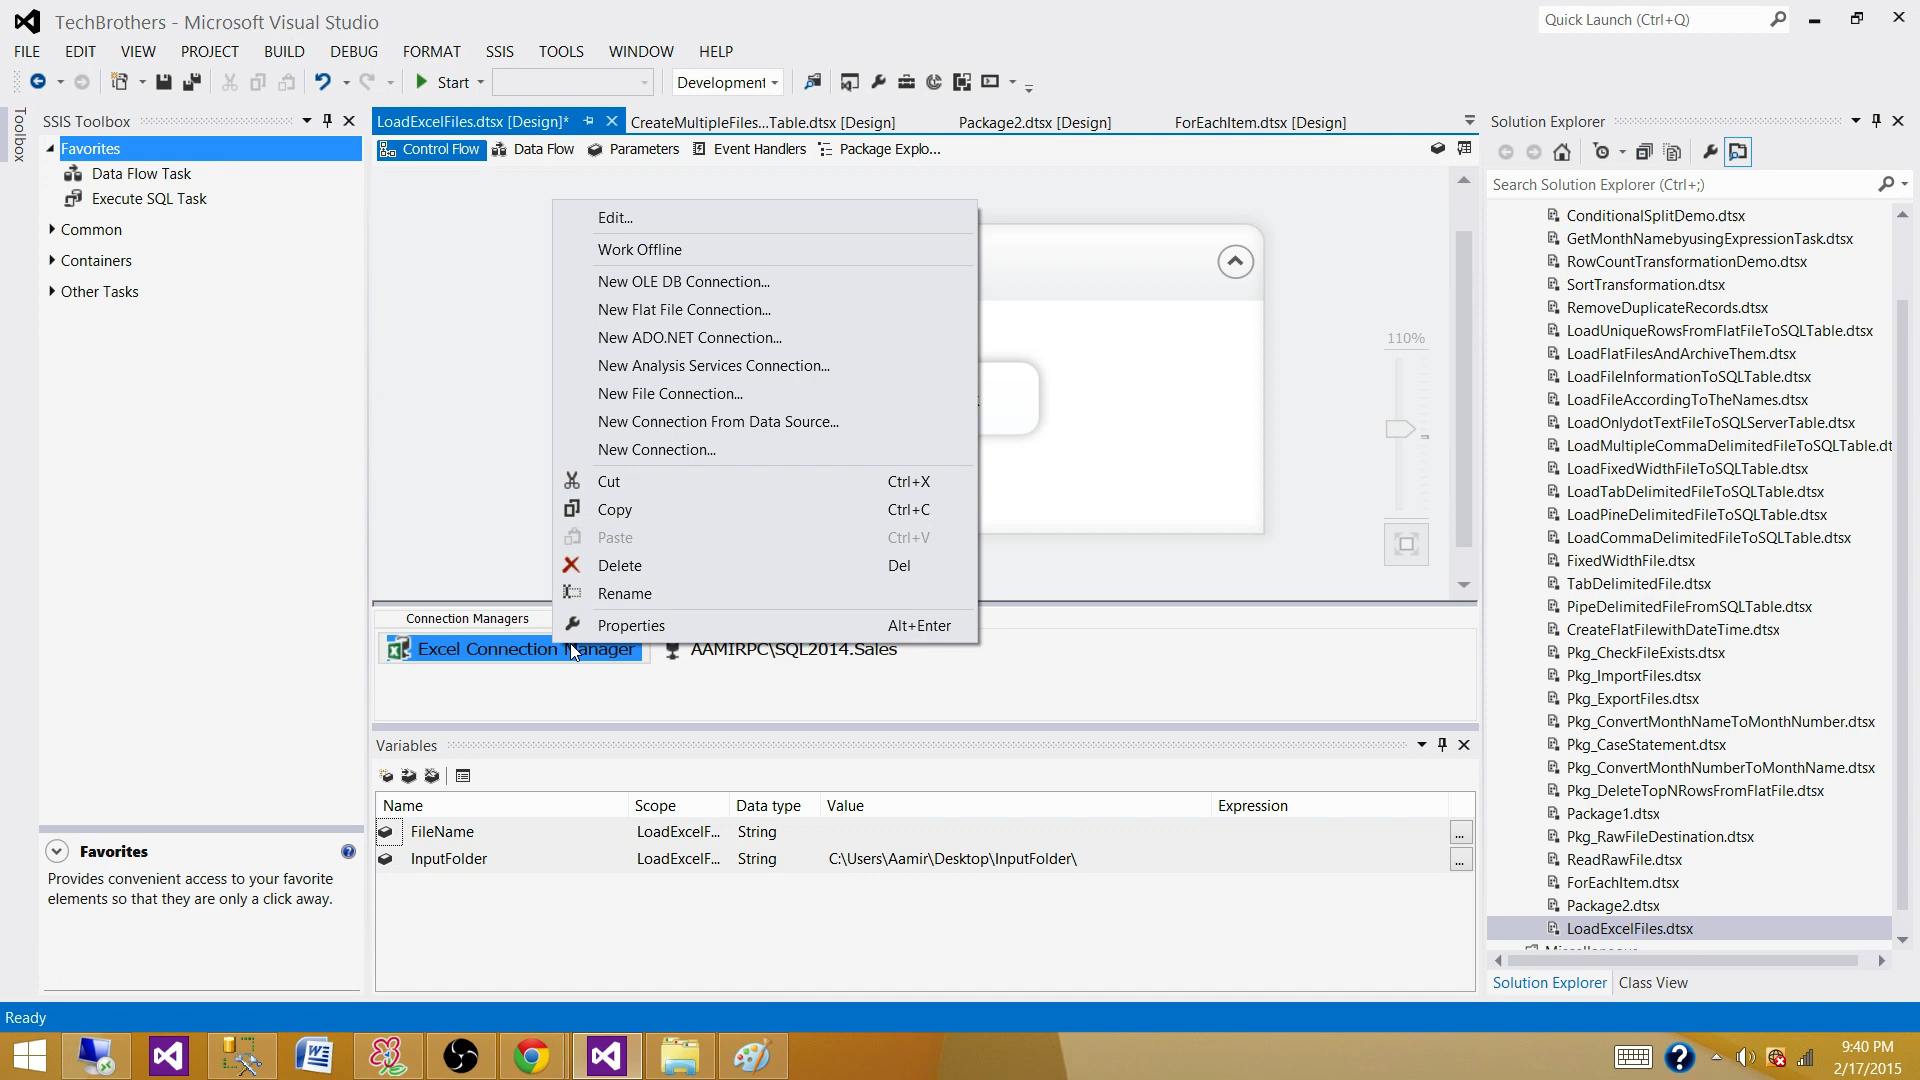 TechBrothers - Microsoft Visual Studio
Quick Launch (Ctrl+Q)
FILE EDIT VIEW PROJECT BUILD DEBUG FORMAT SSIS TOOLS WINDOW HELP
Start Development
Toolbox
SSIS Toolbox
Favorites
Data Flow Task
Execute SQL Task
Common
Containers
Other Tasks
Favorites
Provides convenient access to your favorite
elements so that they are only a click away.
LoadExcelFiles.dtsx [Design]* CreateMultipleFiles...Table.dtsx [Design] Package2.dtsx [Design] ForEachItem.dtsx [Design]
Control Flow Data Flow Parameters Event Handlers Package Explo...
Edit...
Work Offline
New OLE DB Connection...
New Flat File Connection...
New ADO.NET Connection...
New Analysis Services Connection...
New File Connection...
New Connection From Data Source...
New Connection...
Cut Ctrl+X
Copy Ctrl+C
Paste Ctrl+V
Delete Del
Rename
Properties Alt+Enter
110%
Connection Managers
Excel Connection Manager AAMIRPC\SQL2014.Sales
Variables
Name Scope Data type Value Expression
FileName LoadExcelF... String ...
InputFolder LoadExcelF... String C:\Users\Aamir\Desktop\InputFolder\ ...
Solution Explorer
Search Solution Explorer (Ctrl+;)
ConditionalSplitDemo.dtsx
GetMonthNamebyusingExpressionTask.dtsx
RowCountTransformationDemo.dtsx
SortTransformation.dtsx
RemoveDuplicateRecords.dtsx
LoadUniqueRowsFromFlatFileToSQLTable.dtsx
LoadFlatFilesAndArchiveThem.dtsx
LoadFileInformationToSQLTable.dtsx
LoadFileAccordingToTheNames.dtsx
LoadOnlydotTextFileToSQLServerTable.dtsx
LoadMultipleCommaDelimitedFileToSQLTable.dt
LoadFixedWidthFileToSQLTable.dtsx
LoadTabDelimitedFileToSQLTable.dtsx
LoadPineDelimitedFileToSQLTable.dtsx
LoadCommaDelimitedFileToSQLTable.dtsx
FixedWidthFile.dtsx
TabDelimitedFile.dtsx
PipeDelimitedFileFromSQLTable.dtsx
CreateFlatFilewithDateTime.dtsx
Pkg_CheckFileExists.dtsx
Pkg_ImportFiles.dtsx
Pkg_ExportFiles.dtsx
Pkg_ConvertMonthNameToMonthNumber.dtsx
Pkg_CaseStatement.dtsx
Pkg_ConvertMonthNumberToMonthName.dtsx
Pkg_DeleteTopNRowsFromFlatFile.dtsx
Package1.dtsx
Pkg_RawFileDestination.dtsx
ReadRawFile.dtsx
ForEachItem.dtsx
Package2.dtsx
LoadExcelFiles.dtsx
Solution Explorer Class View
Ready
9:40 PM
2/17/2015